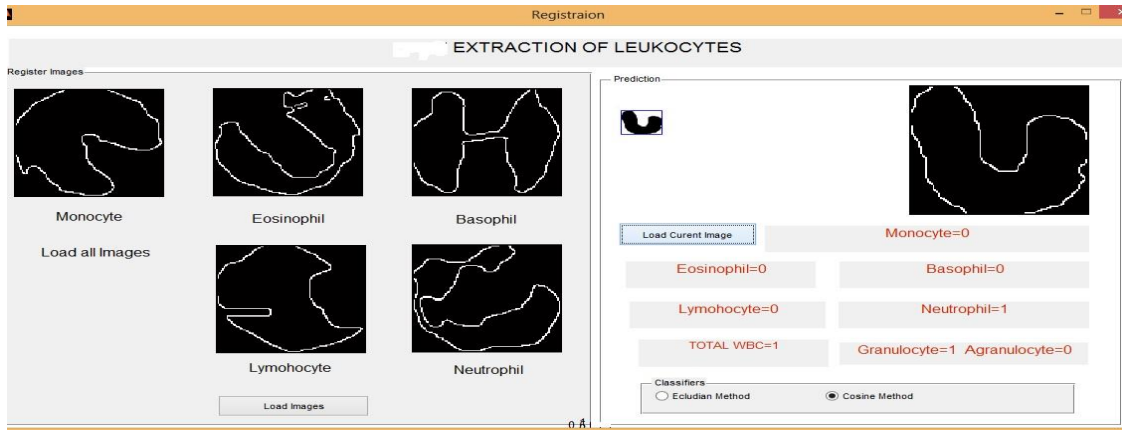 Registraion
EXTRACTION OF LEUKOCYTES
Register Images
Monocyte
Eosinophil
Basophil
Load all Images
Lymohocyte
Neutrophil
Load Images
Prediction
Load Curent Image
Monocyte=0
Eosinophil=0
Basophil=0
Lymohocyte=0
Neutrophil=1
TOTAL WBC=1
Granulocyte=1 Agranulocyte=0
Classifiers
Ecludian Method
Cosine Method